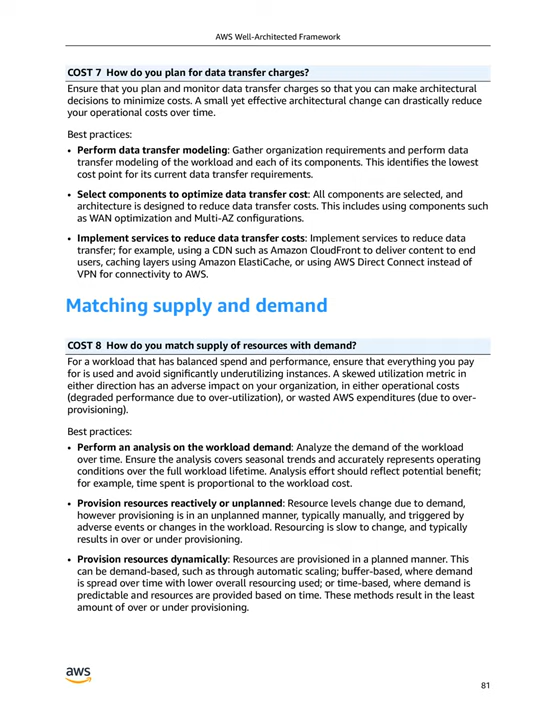 AWS Well-Architected Framework
COST 7 How do you plan for data transfer charges?
Ensure that you plan and monitor data transfer charges so that you can make architectural
decisions to minimize costs. A small yet effective architectural change can drastically reduce
your operational costs over time.
Best practices:
• Perform data transfer modeling: Gather organization requirements and perform data
transfer modeling of the workload and each of its components. This identifies the lowest
cost point for its current data transfer requirements.
• Select components to optimize data transfer cost: All components are selected, and
architecture is designed to reduce data transfer costs. This includes using components such
as WAN optimization and Multi-AZ configurations.
• Implement services to reduce data transfer costs: Implement services to reduce data
transfer; for example, using a CDN such as Amazon CloudFront to deliver content to end
users, caching layers using Amazon ElastiCache, or using AWS Direct Connect instead of
VPN for connectivity to AWS.
Matching supply and demand
COST 8 How do you match supply of resources with demand?
For a workload that has balanced spend and performance, ensure that everything you pay
for is used and avoid significantly underutilizing instances. A skewed utilization metric in
either direction has an adverse impact on your organization, in either operational costs
(degraded performance due to over-utilization), or wasted AWS expenditures (due to over-
provisioning).
Best practices:
• Perform an analysis on the workload demand: Analyze the demand of the workload
over time. Ensure the analysis covers seasonal trends and accurately represents operating
conditions over the full workload lifetime. Analysis effort should reflect potential benefit;
for example, time spent is proportional to the workload cost.
• Provision resources reactively or unplanned: Resource levels change due to demand,
however provisioning is in an unplanned manner, typically manually, and triggered by
adverse events or changes in the workload. Resourcing is slow to change, and typically
results in over or under provisioning.
• Provision resources dynamically: Resources are provisioned in a planned manner. This
can be demand-based, such as through automatic scaling; buffer-based, where demand
is spread over time with lower overall resourcing used; or time-based, where demand is
predictable and resources are provided based on time. These methods result in the least
amount of over or under provisioning.
aws
81